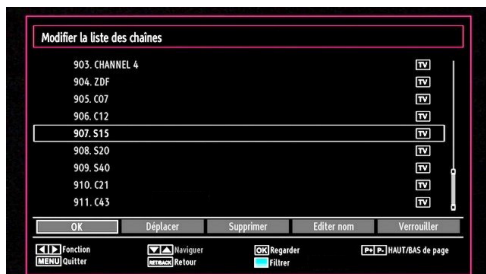 Modifier la liste des chaînes
903. CHANNEL 4 TV
904. ZDF TV
905. C07 TV
906. C12 TV
907. S15 TV
908. S20 TV
909. S40 TV
910. C21 TV
911. C43 TV
OK Déplacer Supprimer Editer nom Verrouiller
Fonction Naviguer OK Regarder P+ P- HAUT/BAS de page
MENU Quitter RETRACK Retour Filtrer